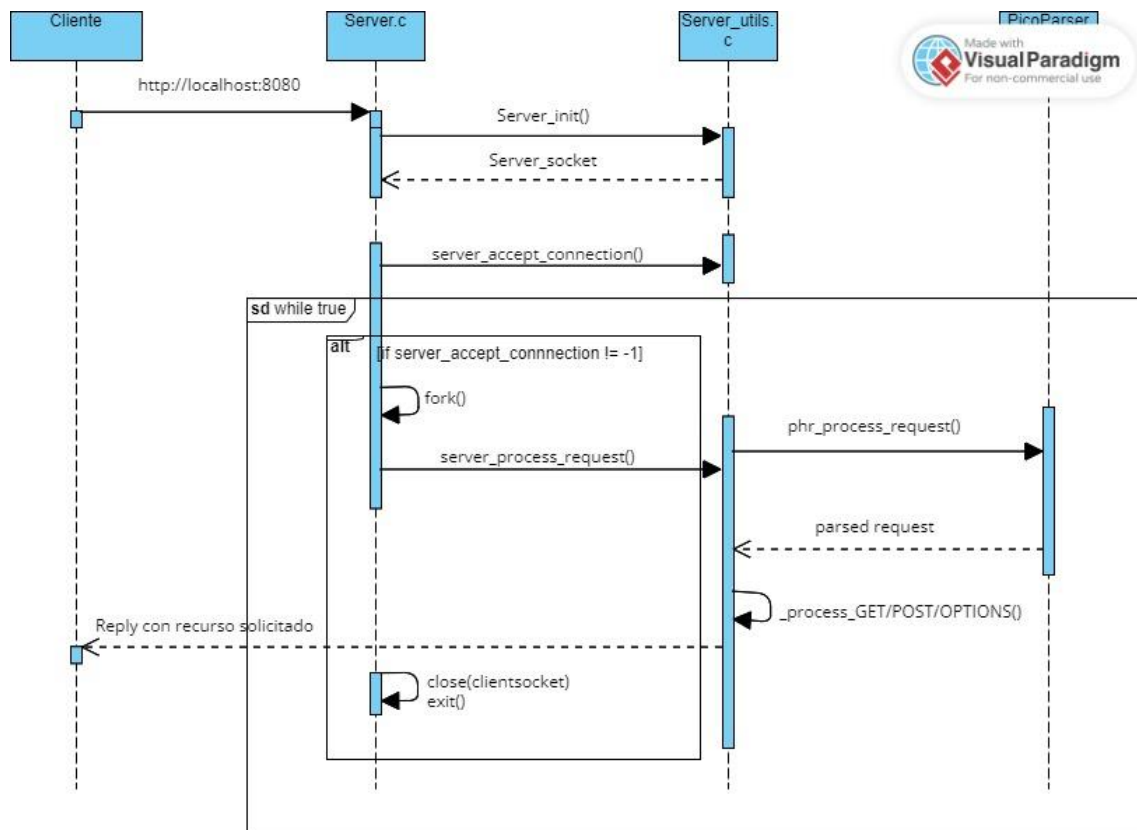 Cliente
Server.c
Server_utils.
c
PicoParser
Made with
Visual Paradigm
For non-commercial use
http://localhost:8080
Server_init()
Server_socket
server_accept_connection()
sd while true
alt
[if server_accept_connnection != -1]
fork()
phr_process_request()
server_process_request()
parsed request
_process_GET/POST/OPTIONS()
Reply con recurso solicitado
close(clientsocket)
exit()